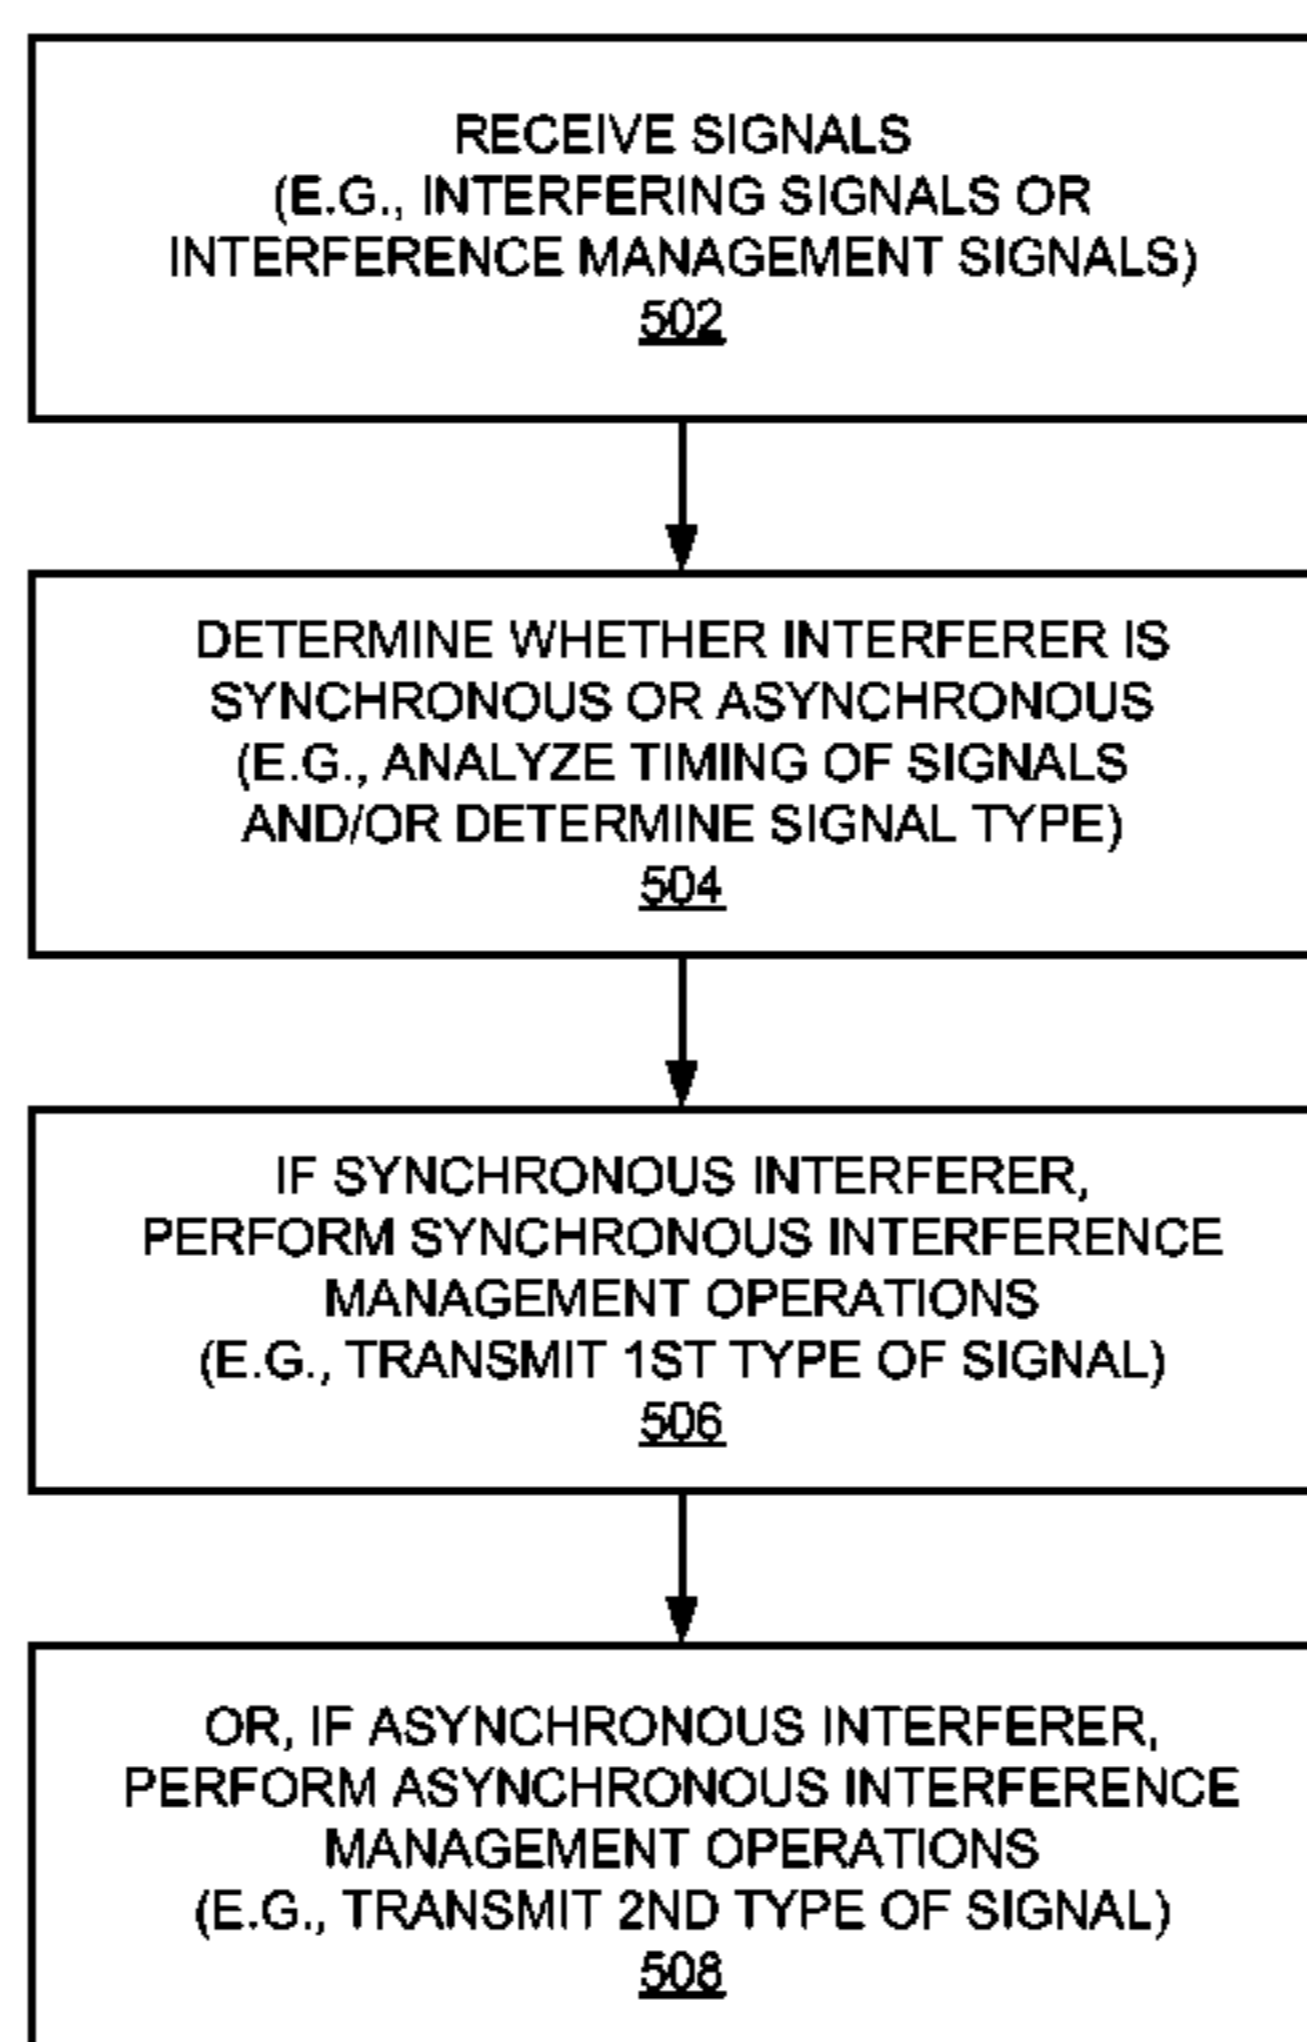 RECEIVE SIGNALS
(E.G., INTERFERING SIGNALS OR
INTERFERENCE MANAGEMENT SIGNALS)
502
DETERMINE WHETHER INTERFERER IS
SYNCHRONOUS OR ASYNCHRONOUS
(E.G., ANALYZE TIMING OF SIGNALS
AND/OR DETERMINE SIGNAL TYPE)
504
IF SYNCHRONOUS INTERFERER,
PERFORM SYNCHRONOUS INTERFERENCE
MANAGEMENT OPERATIONS
(E.G., TRANSMIT 1ST TYPE OF SIGNAL)
506
OR, IF ASYNCHRONOUS INTERFERER,
PERFORM ASYNCHRONOUS INTERFERENCE
MANAGEMENT OPERATIONS
(E.G., TRANSMIT 2ND TYPE OF SIGNAL)
508